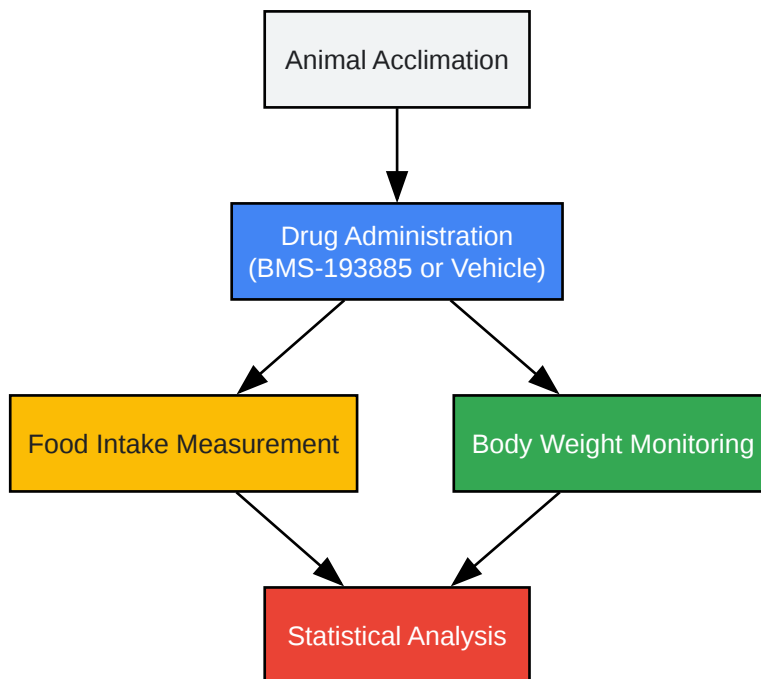 Animal Acclimation
Drug Administration
(BMS-193885 or Vehicle)
Food Intake Measurement
Body Weight Monitoring
Statistical Analysis